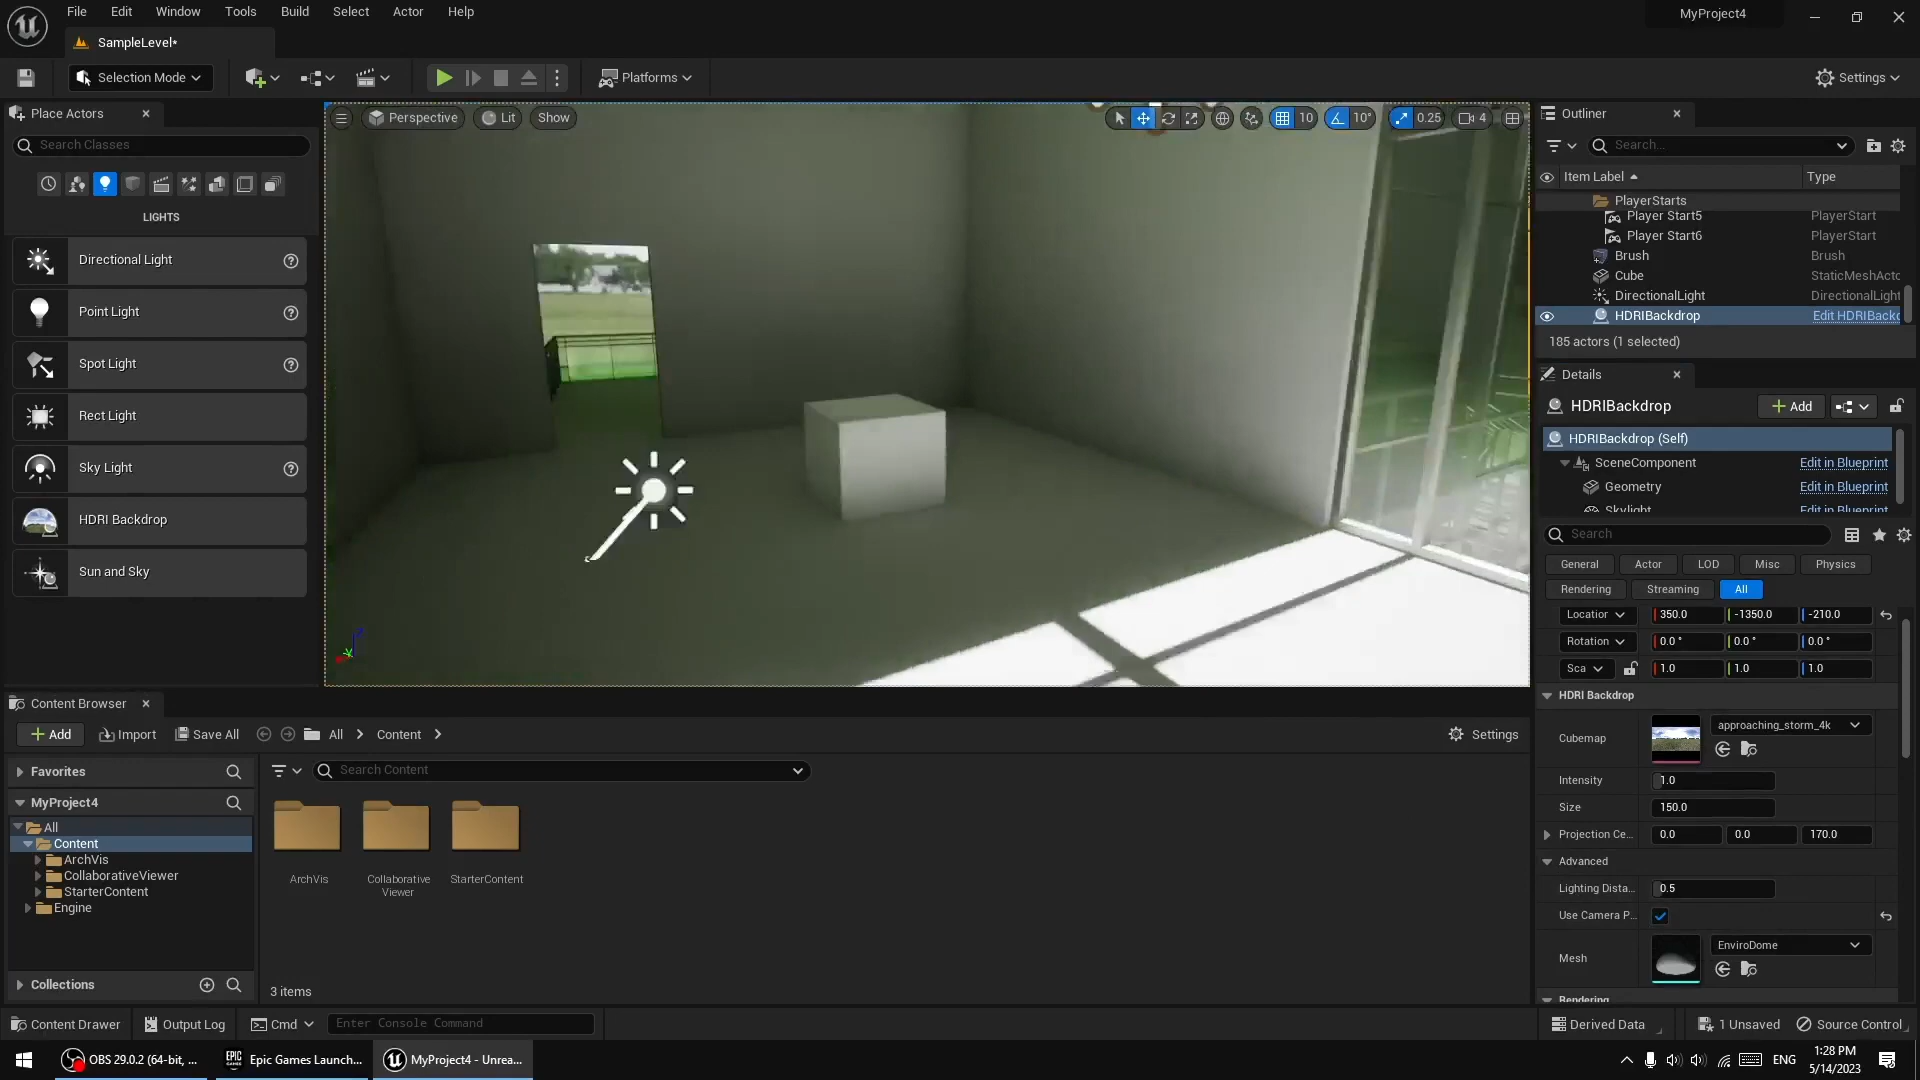 File Edit Window Tools Build Select Actor Help
MyProject4
SampleLevel*
Selection Mode
Platforms
Settings
Place Actors
Search Classes
LIGHTS
Directional Light
Point Light
Spot Light
Rect Light
Sky Light
HDRI Backdrop
Sun and Sky
Perspective
Lit
Show
10
10°
0.25
4
Outliner
Search...
Item Label
Type
PlayerStarts
Player Start5 PlayerStart
Player Start6 PlayerStart
Brush Brush
Cube StaticMeshActo
DirectionalLight DirectionalLight
HDRIBackdrop Edit HDRIBackd
185 actors (1 selected)
Details
HDRIBackdrop
Add
HDRIBackdrop (Self)
SceneComponent Edit in Blueprint
Geometry Edit in Blueprint
Skylight Edit in Blueprint
Search
General Actor LOD Misc Physics
Rendering Streaming All
Location 350.0 -1350.0 -210.0
Rotation 0.0 ° 0.0 ° 0.0 °
Sca 1.0 1.0 1.0
HDRI Backdrop
Cubemap
approaching_storm_4k
Intensity 1.0
Size 150.0
Projection Ce... 0.0 0.0 170.0
Advanced
Lighting Dista... 0.5
Use Camera P...
Mesh
EnviroDome
Rendering
Content Browser
Add Import Save All All Content Settings
Favorites
Search Content
MyProject4
All
Content
ArchVis
CollaborativeViewer
StarterContent
Engine
ArchVis
Collaborative
Viewer
StarterContent
Collections
3 items
Content Drawer Output Log Cmd Enter Console Command Derived Data 1 Unsaved Source Control
OBS 29.0.2 (64-bit, ...
EPIC
GAMES
Epic Games Launch...
MyProject4 - Unrea...
ENG
1:28 PM
5/14/2023